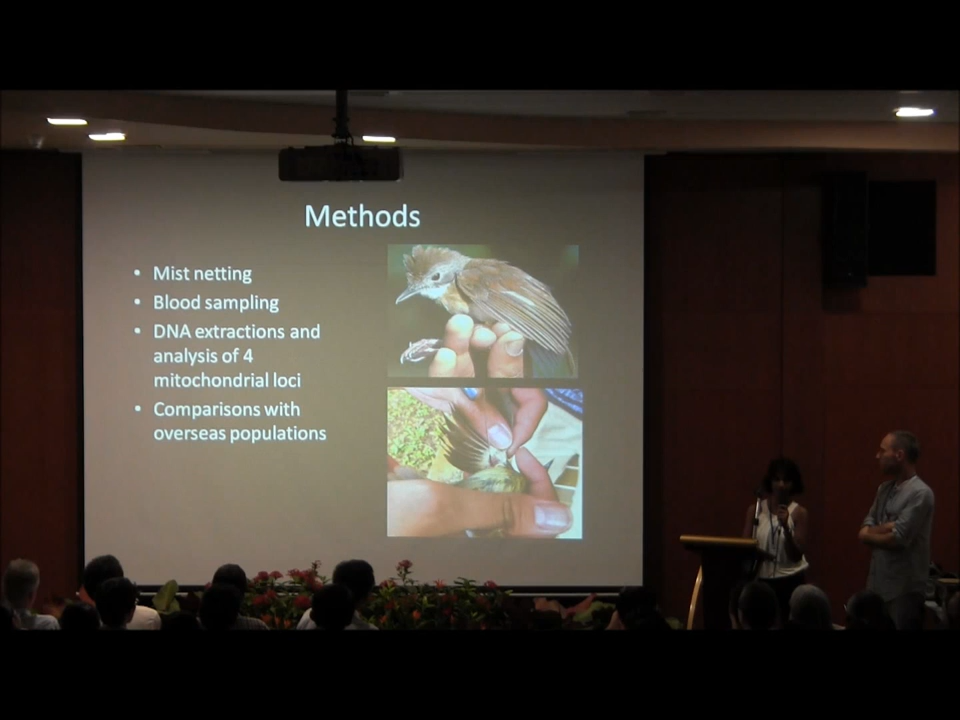 Methods
• Mist netting
• Blood sampling
• DNA extractions and
analysis of 4
mitochondrial loci
• Comparisons with
overseas populations